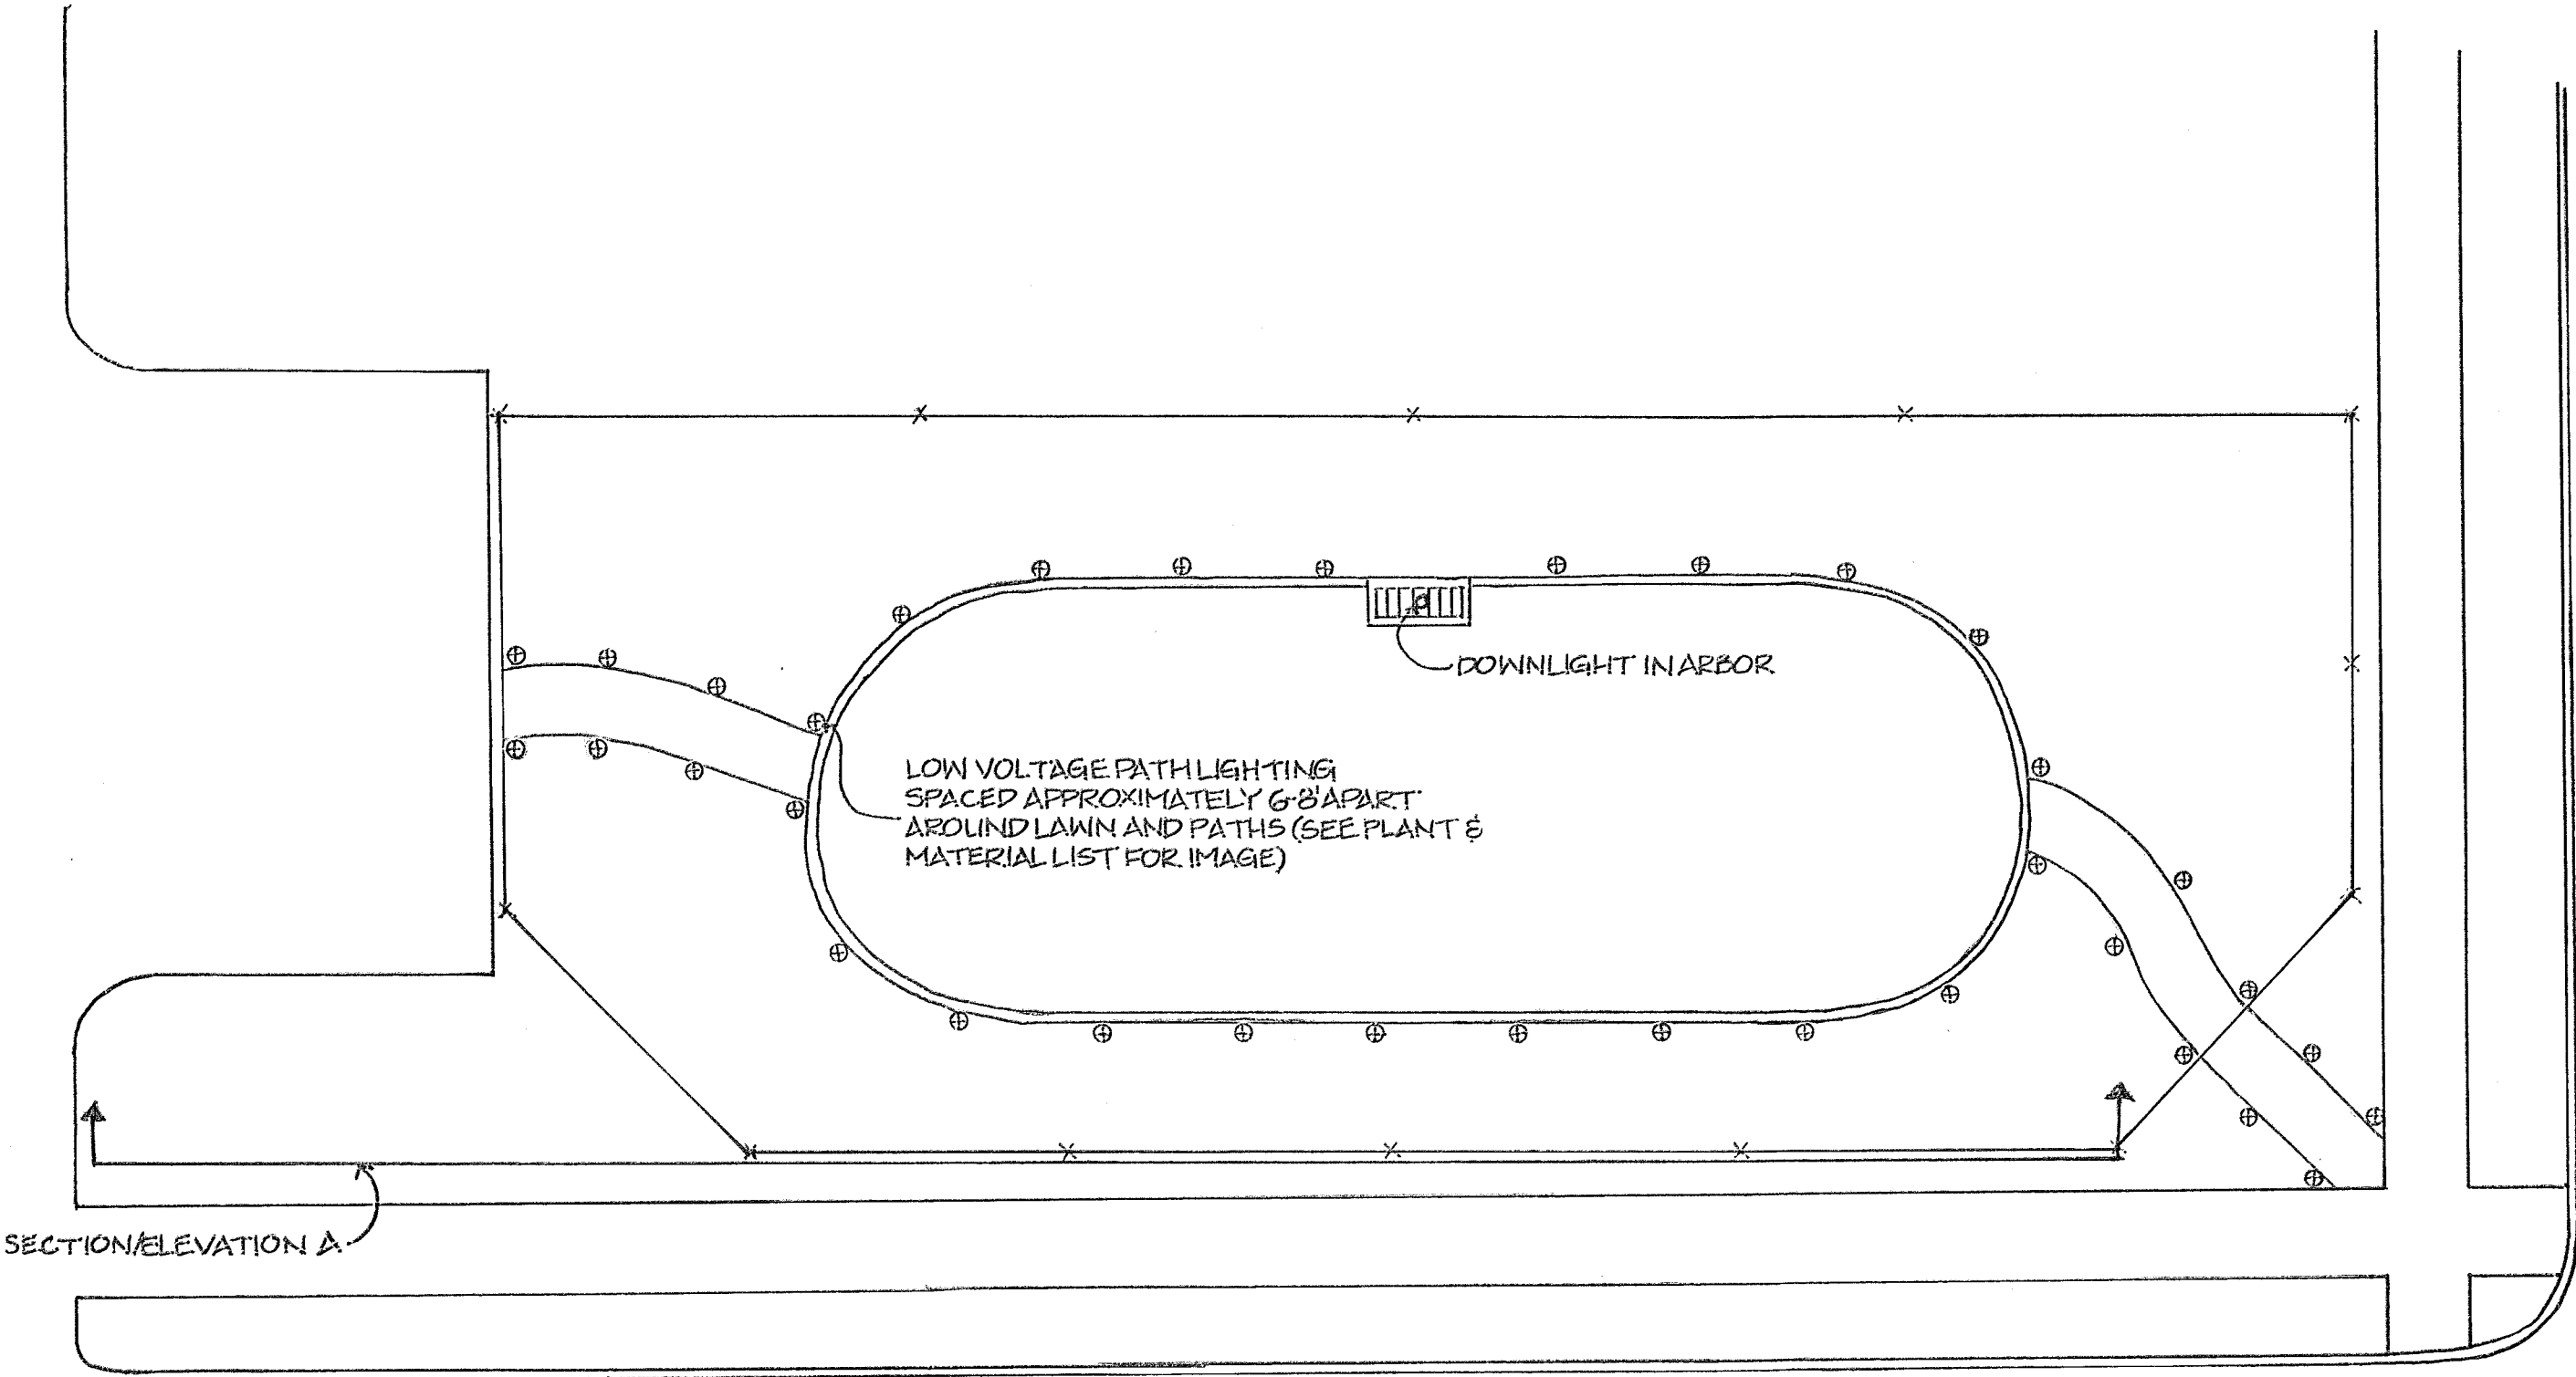 DOWNLIGHT IN ARBOR
LOW VOLTAGE PATH LIGHTING
SPACED APPROXIMATELY 6-8' APART
AROUND LAWN AND PATHS (SEE PLANT &
MATERIAL LIST FOR IMAGE)
SECTION/ELEVATION A